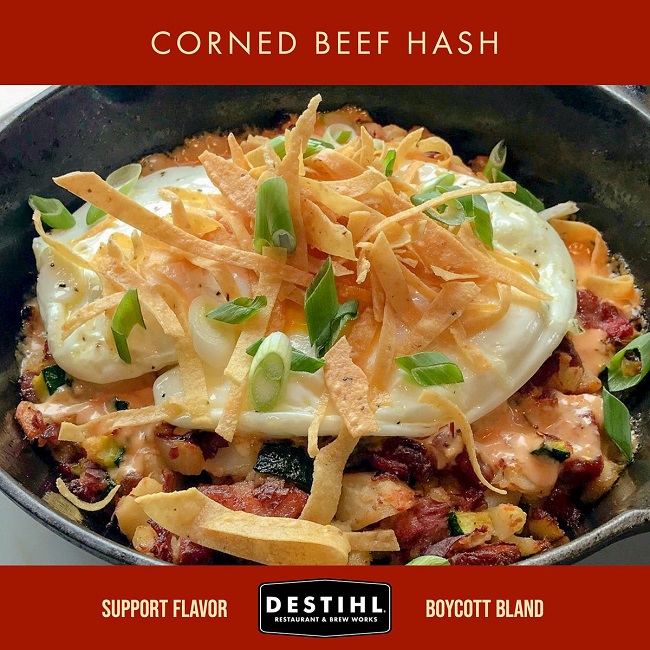 CORNED BEEF HASH
SUPPORT FLAVOR
DESTIHL®
RESTAURANT & BREW WORKS
BOYCOTT BLAND